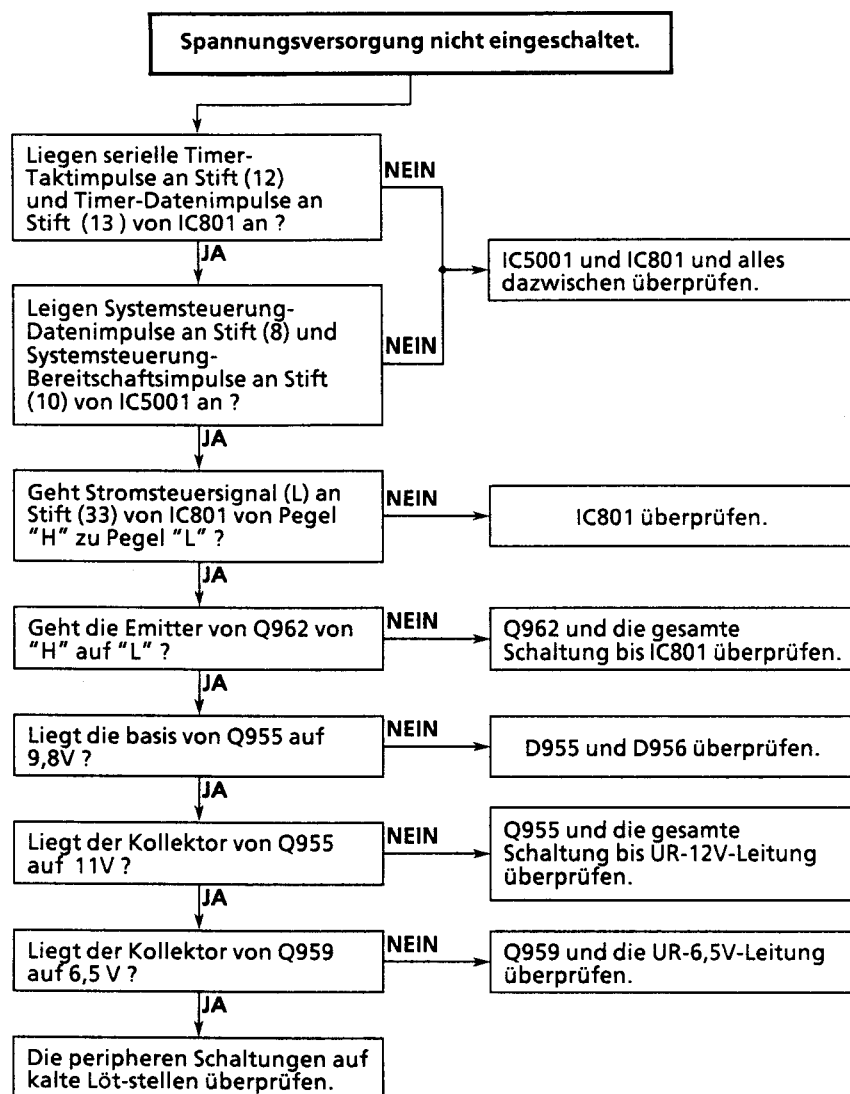 Spannungsversorgung nicht eingeschaltet.
Liegen serielle Timer-
Taktimpulse an Stift (12)
und Timer-Datenimpulse an
Stift (13 ) von IC801 an ?
NEIN
JA
IC5001 und IC801 und alles
dazwischen überprüfen.
Leigen Systemsteuerung-
Datenimpulse an Stift (8) und
Systemsteuerung-
Bereitschaftsimpulse an Stift
(10) von IC5001 an ?
NEIN
JA
Geht Stromsteuersignal (L) an
Stift (33) von IC801 von Pegel
"H" zu Pegel "L" ?
NEIN
IC801 überprüfen.
JA
Geht die Emitter von Q962 von
"H" auf "L" ?
NEIN
Q962 und die gesamte
Schaltung bis IC801 überprüfen.
JA
Liegt die basis von Q955 auf
9,8V ?
NEIN
D955 und D956 überprüfen.
JA
Liegt der Kollektor von Q955
auf 11V ?
NEIN
Q955 und die gesamte
Schaltung bis UR-12V-Leitung
überprüfen.
JA
Liegt der Kollektor von Q959
auf 6,5 V ?
NEIN
Q959 und die UR-6,5V-Leitung
überprüfen.
JA
Die peripheren Schaltungen auf
kalte Löt-stellen überprüfen.